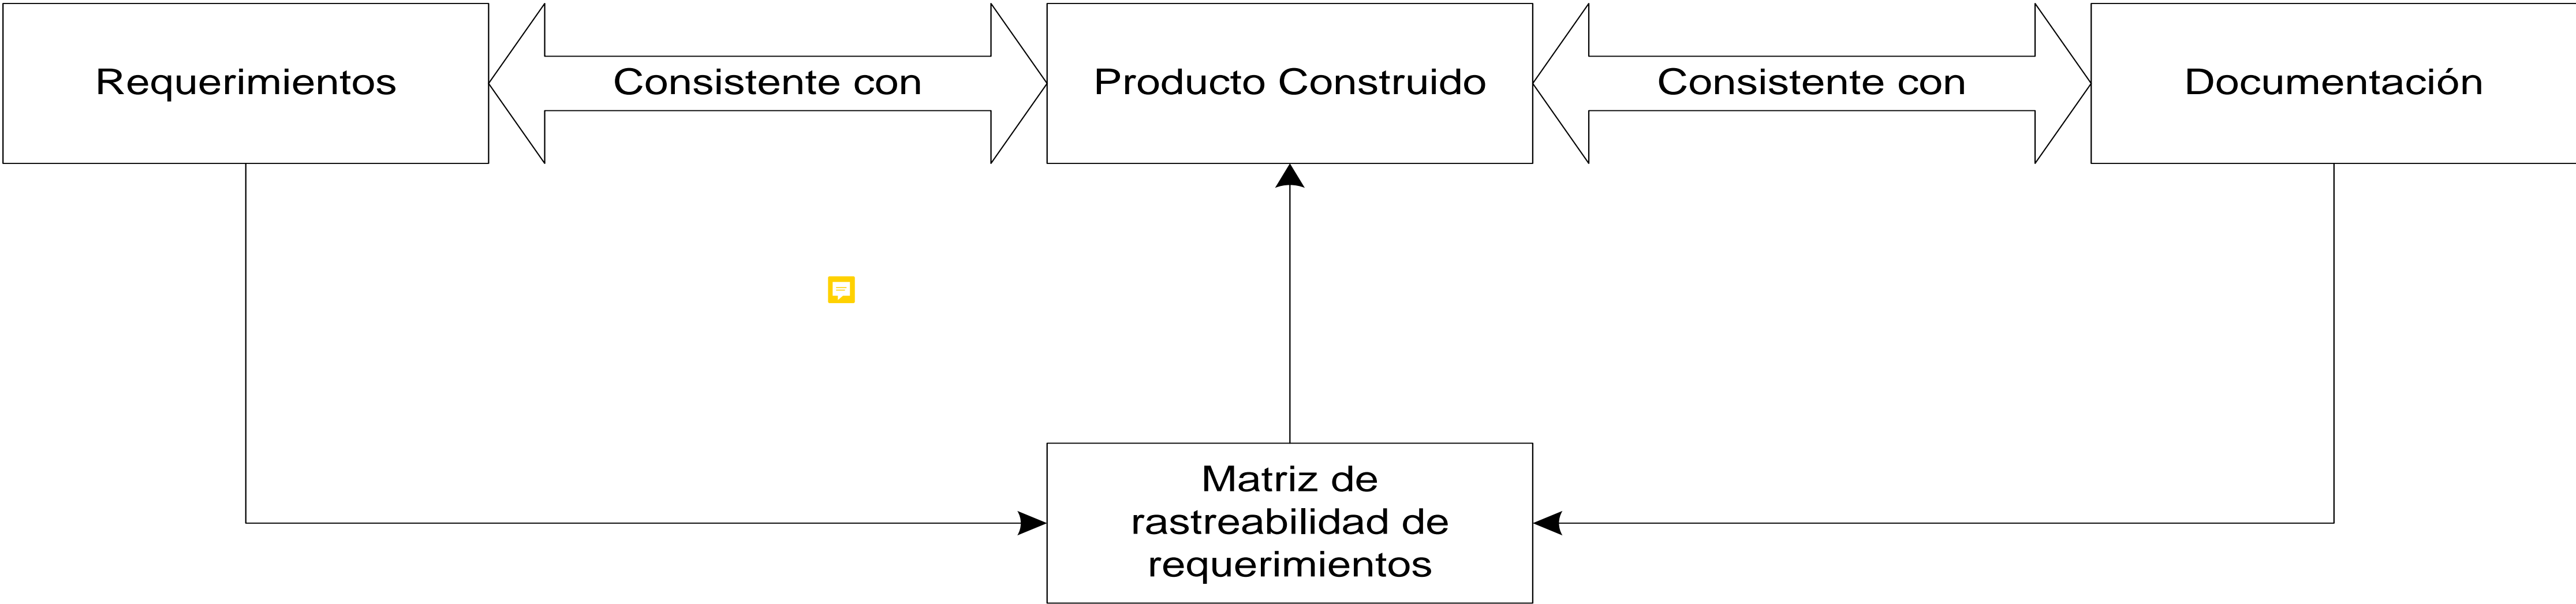 Requerimientos
Consistente con
Producto Construido
Consistente con
Documentación
Matriz de
rastreabilidad de
requerimientos